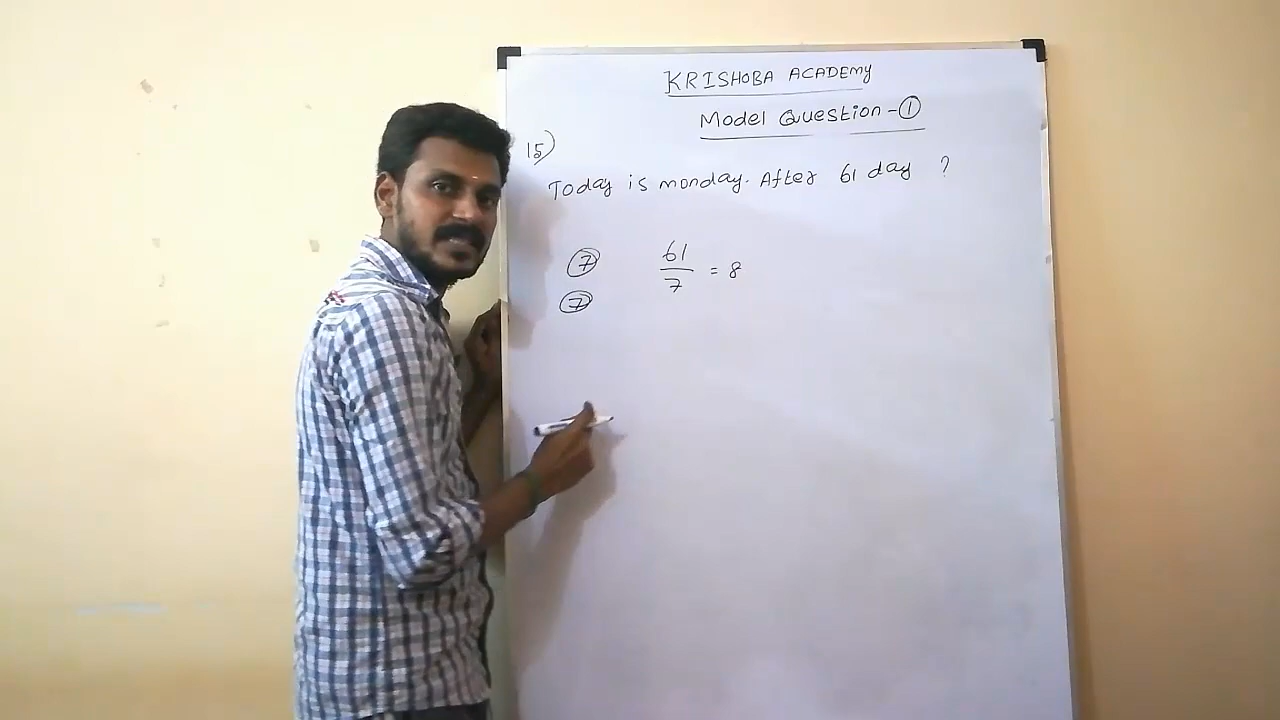 KRISHOBA ACADEMY
Model Question - ①
15)
Today is monday. After 61 day ?
⑦ 61/7 = 8
⑦